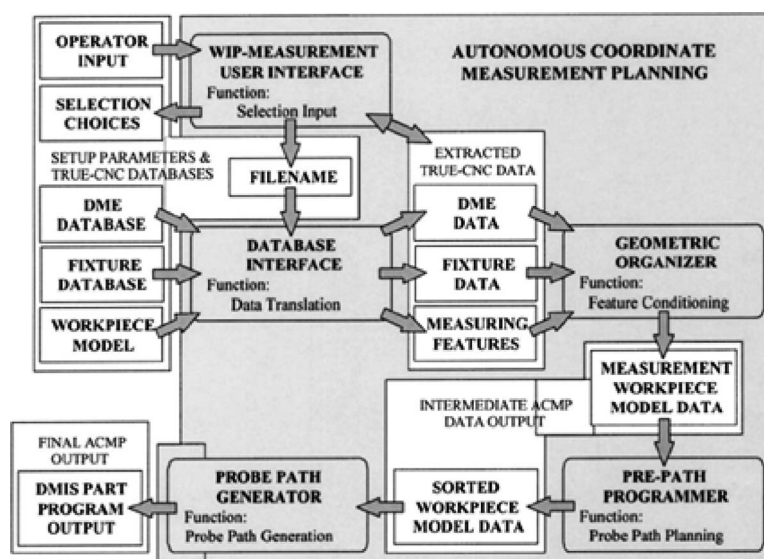 OPERATOR
INPUT
WIP-MEASUREMENT
USER INTERFACE
Function:
Selection Input
AUTONOMOUS COORDINATE
MEASUREMENT PLANNING
SELECTION
CHOICES
SETUP PARAMETERS &
TRUE-CNC DATABASES
FILENAME
EXTRACTED
TRUE-CNC DATA
DME
DATABASE
FIXTURE
DATABASE
WORKPIECE
MODEL
DATABASE
INTERFACE
Function:
Data Translation
DME
DATA
FIXTURE
DATA
MEASURING
FEATURES
GEOMETRIC
ORGANIZER
Function:
Feature Conditioning
MEASUREMENT
WORKPIECE
MODEL DATA
INTERMEDIATE ACMP
DATA OUTPUT
FINAL ACMP
OUTPUT
DMIS PART
PROGRAM
OUTPUT
PROBE PATH
GENERATOR
Function:
Probe Path Generation
SORTED
WORKPIECE
MODEL DATA
PRE-PATH
PROGRAMMER
Function:
Probe Path Planning